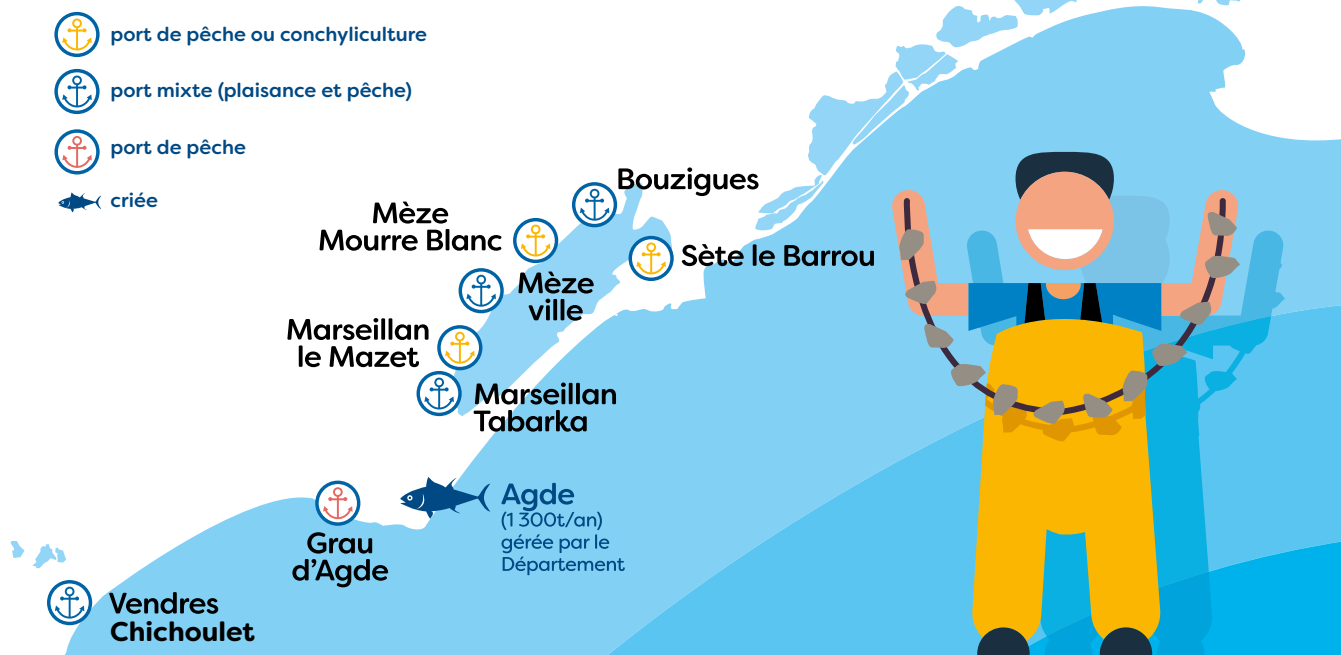 port de pêche ou conchyliculture
port mixte (plaisance et pêche)
port de pêche
criée
Bouzigues
Mèze
Mourre Blanc
Sète le Barrou
Mèze
ville
Marseillan
le Mazet
Marseillan
Tabarka
Agde
(1 300t/an)
gérée par le
Département
Grau
d'Agde
Vendres
Chichoulet